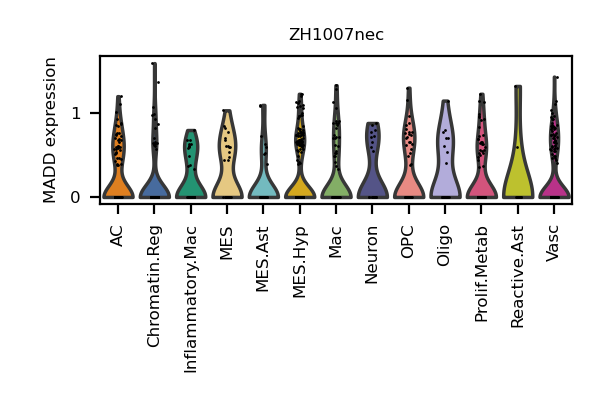 ZH1007nec
MADD expression
1
0
AC
Chromatin.Reg
Inflammatory.Mac
MES
MES.Ast
MES.Hyp
Mac
Neuron
OPC
Oligo
Prolif.Metab
Reactive.Ast
Vasc